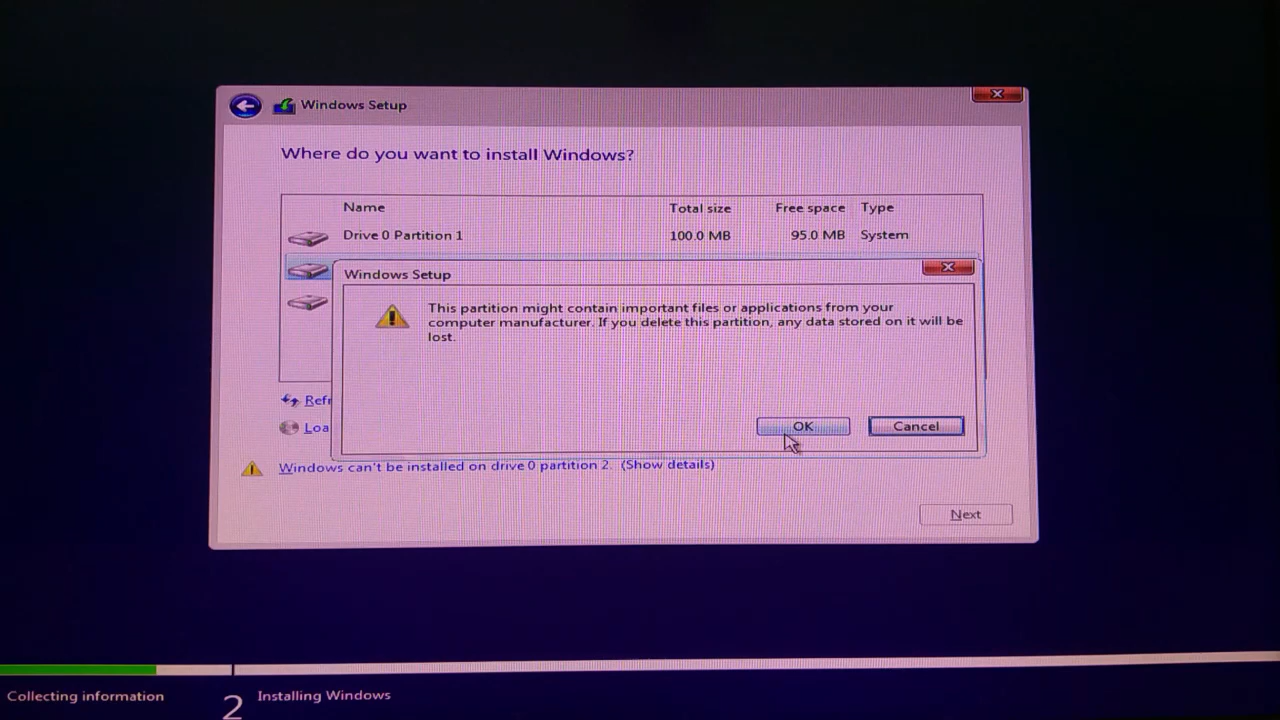 Windows Setup
Where do you want to install Windows?
Name Total size Free space Type
Drive 0 Partition 1 100.0 MB 95.0 MB System
Windows Setup
This partition might contain important files or applications from your
computer manufacturer. If you delete this partition, any data stored on it will be
lost.
OK Cancel
Refr
Loa
Windows can't be installed on drive 0 partition 2. (Show details)
Next
Collecting information
2 Installing Windows